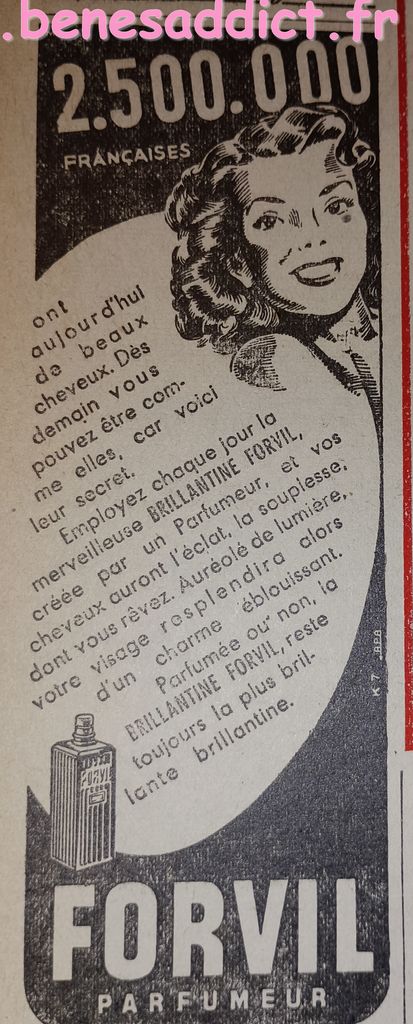 .benesaddict.fr
2.500.000
FRANÇAISES
ont
aujourd'hui
de beaux
cheveux. Dès
demain vous
pouvez être com-
me elles, car voici
leur secret.
Employez chaque jour la
merveilleuse BRILLANTINE FORVIL,
créée par un Parfumeur, et vos
cheveux auront l'éclat, la souplesse,
dont vous rêvez. Auréolé de lumière,
votre visage resplendira alors
d'un charme éblouissant.
Parfumée ou non, la
BRILLANTINE FORVIL, reste
toujours la plus bril-
lante brillantine.
K 7
FORVIL
FORVIL
PARFUMEUR